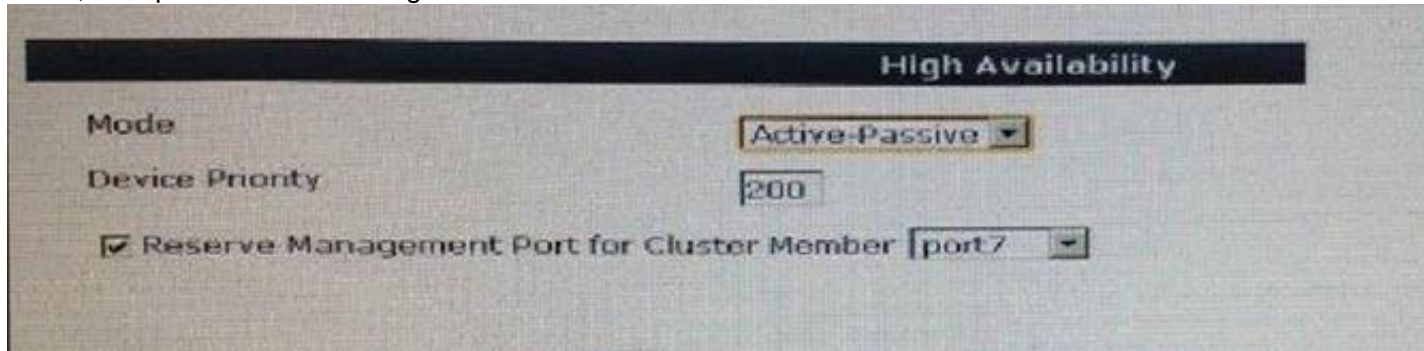 High Availability
Mode Active-Passive
Device Priority 200
Reserve Management Port for Cluster Member port7